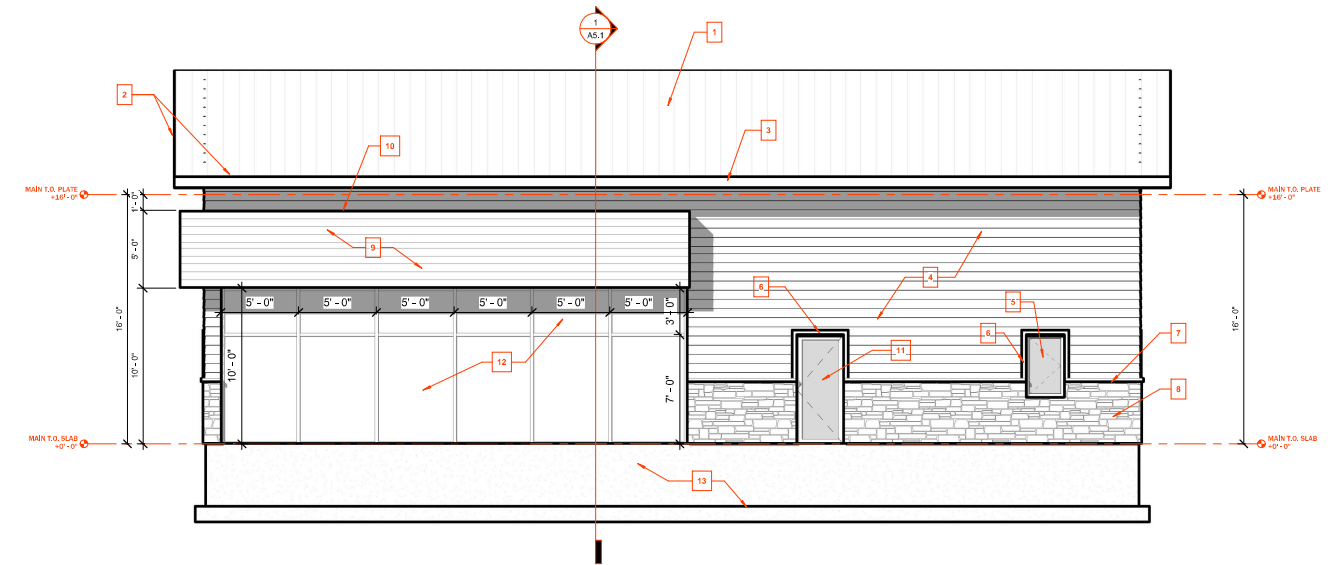 1
A5.1
1
2
3
10
MAIN T.O. PLATE
+16' - 0"
MAIN T.O. PLATE
+16' - 0"
1' - 0"
5' - 0"
9
4
6
5
5' - 0"
5' - 0"
5' - 0"
5' - 0"
5' - 0"
5' - 0"
3' - 0"
16' - 0"
16' - 0"
10' - 0"
10' - 0"
12
11
6
7
7' - 0"
8
MAIN T.O. SLAB
+0' - 0"
MAIN T.O. SLAB
+0' - 0"
13